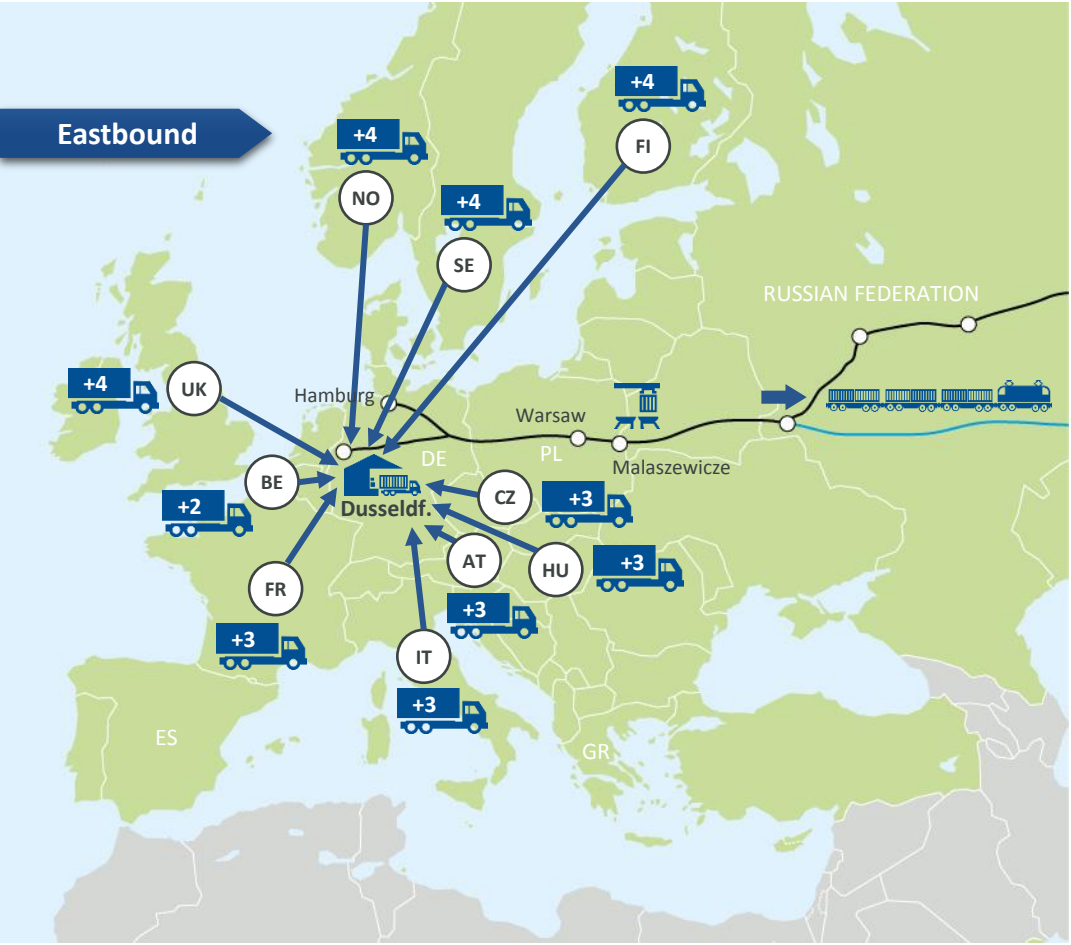 +4
FI
Eastbound
+4
NO
+4
SE
RUSSIAN FEDERATION
+4
UK
Hamburg
Warsaw
PL
DE
Malaszewicze
BE
+2
Dusseldf.
CZ
+3
AT
HU
+3
FR
+3
+3
IT
+3
ES
GR